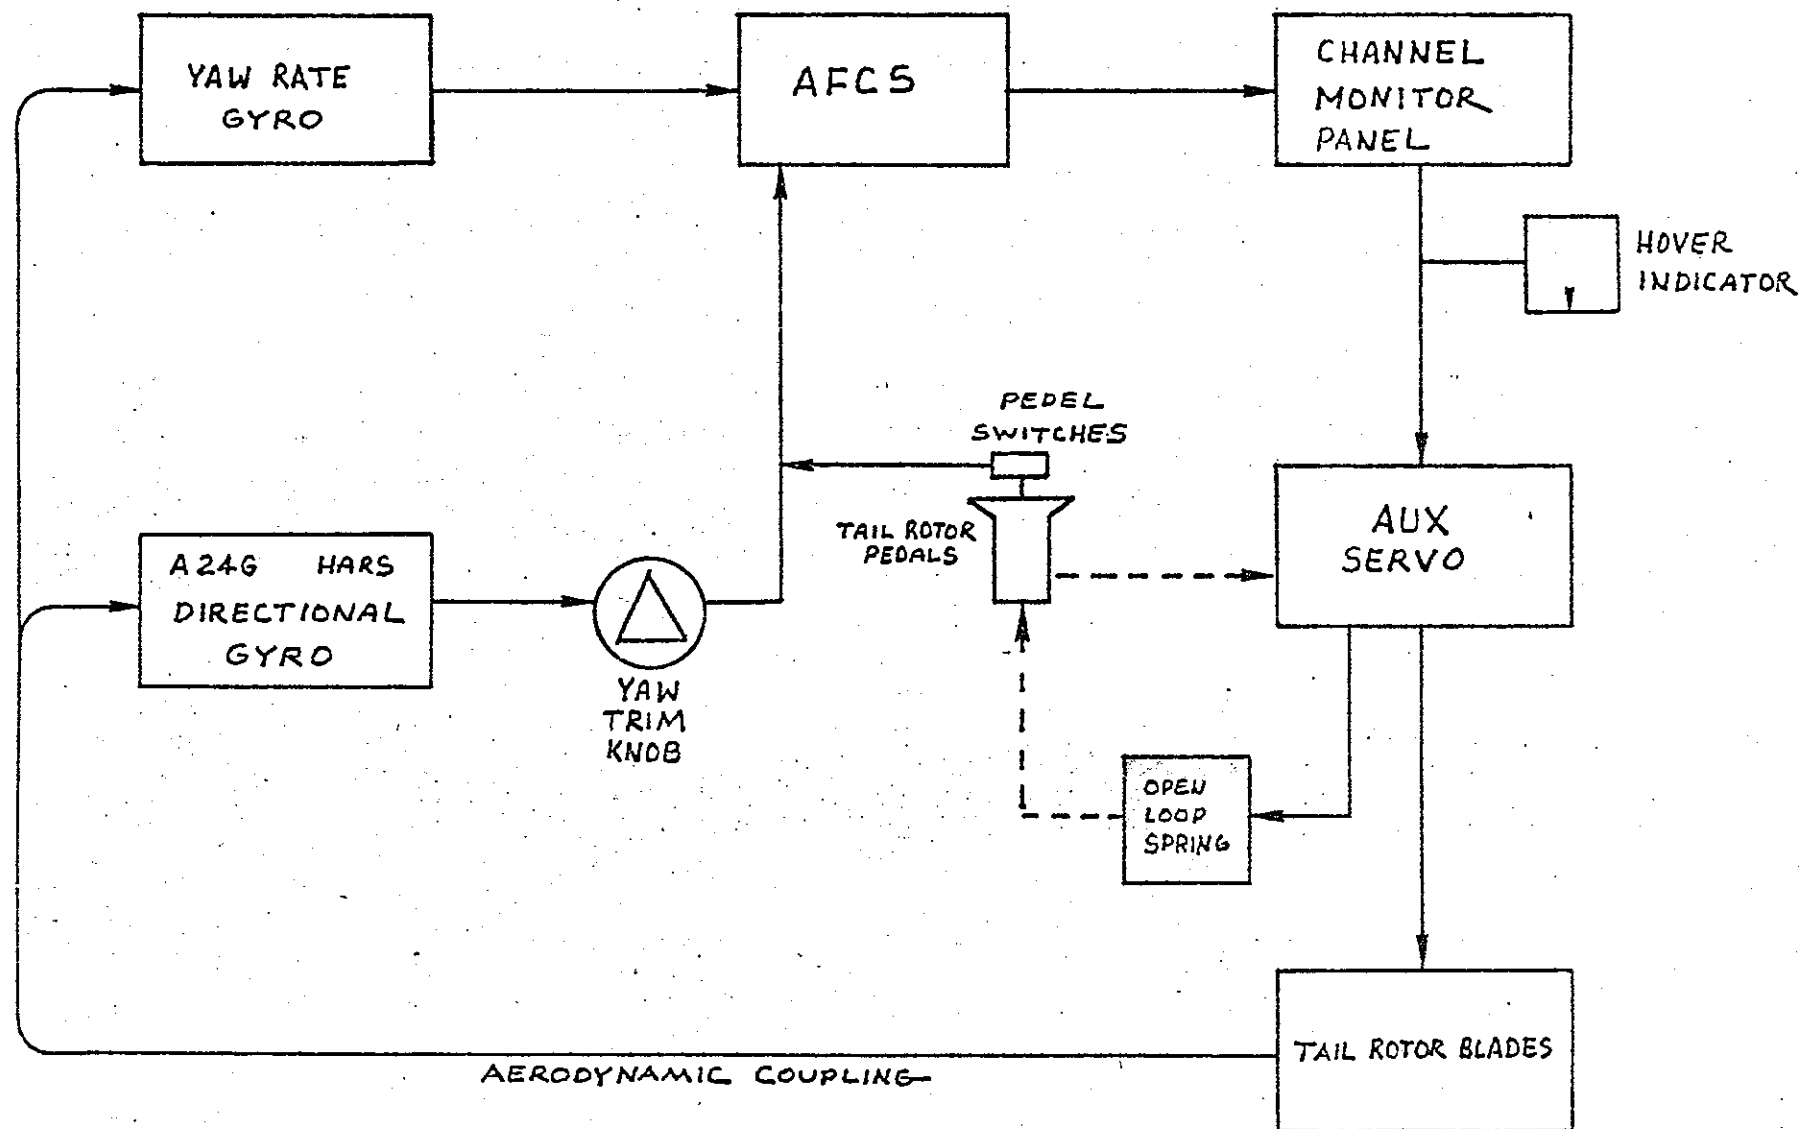 YAW RATE
GYRO
AFCS
CHANNEL
MONITOR
PANEL
HOVER
INDICATOR
PEDEL
SWITCHES
TAIL ROTOR
PEDALS
AUX
SERVO
A24G HARS
DIRECTIONAL
GYRO
YAW
TRIM
KNOB
OPEN
LOOP
SPRING
TAIL ROTOR BLADES
AERODYNAMIC COUPLING